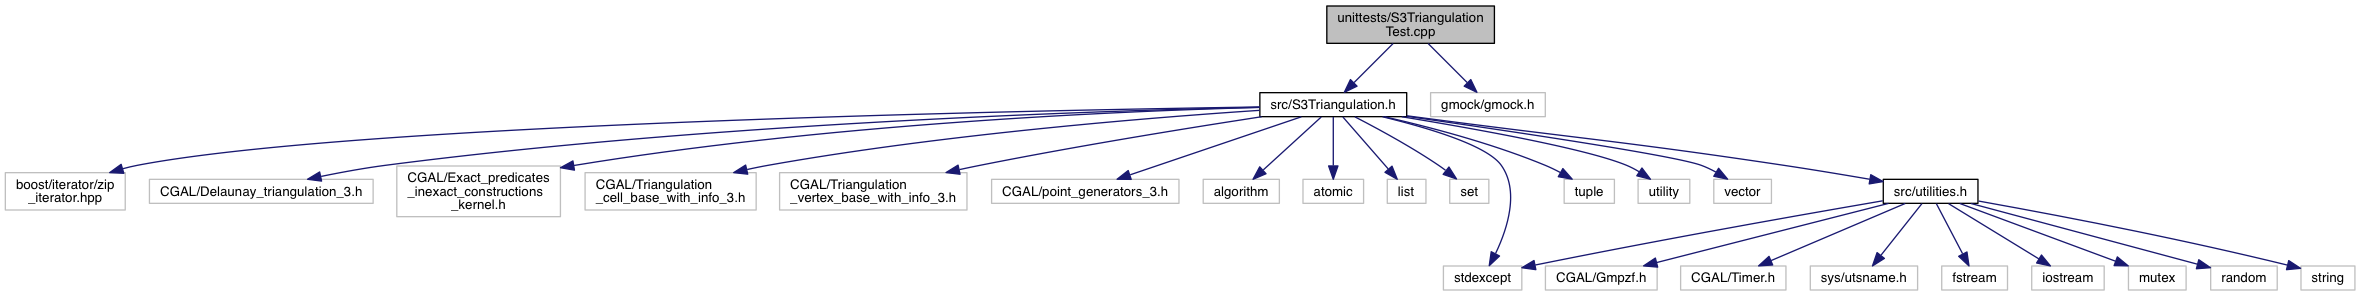 unittests/S3Triangulation
Test.cpp
src/S3Triangulation.h
gmock/gmock.h
boost/iterator/zip
_iterator.hpp
CGAL/Delaunay_triangulation_3.h
CGAL/Exact_predicates
_inexact_constructions
_kernel.h
CGAL/Triangulation
_cell_base_with_info_3.h
CGAL/Triangulation
_vertex_base_with_info_3.h
CGAL/point_generators_3.h
algorithm
atomic
list
set
tuple
utility
vector
src/utilities.h
stdexcept
CGAL/Gmpzf.h
CGAL/Timer.h
sys/utsname.h
fstream
iostream
mutex
random
string